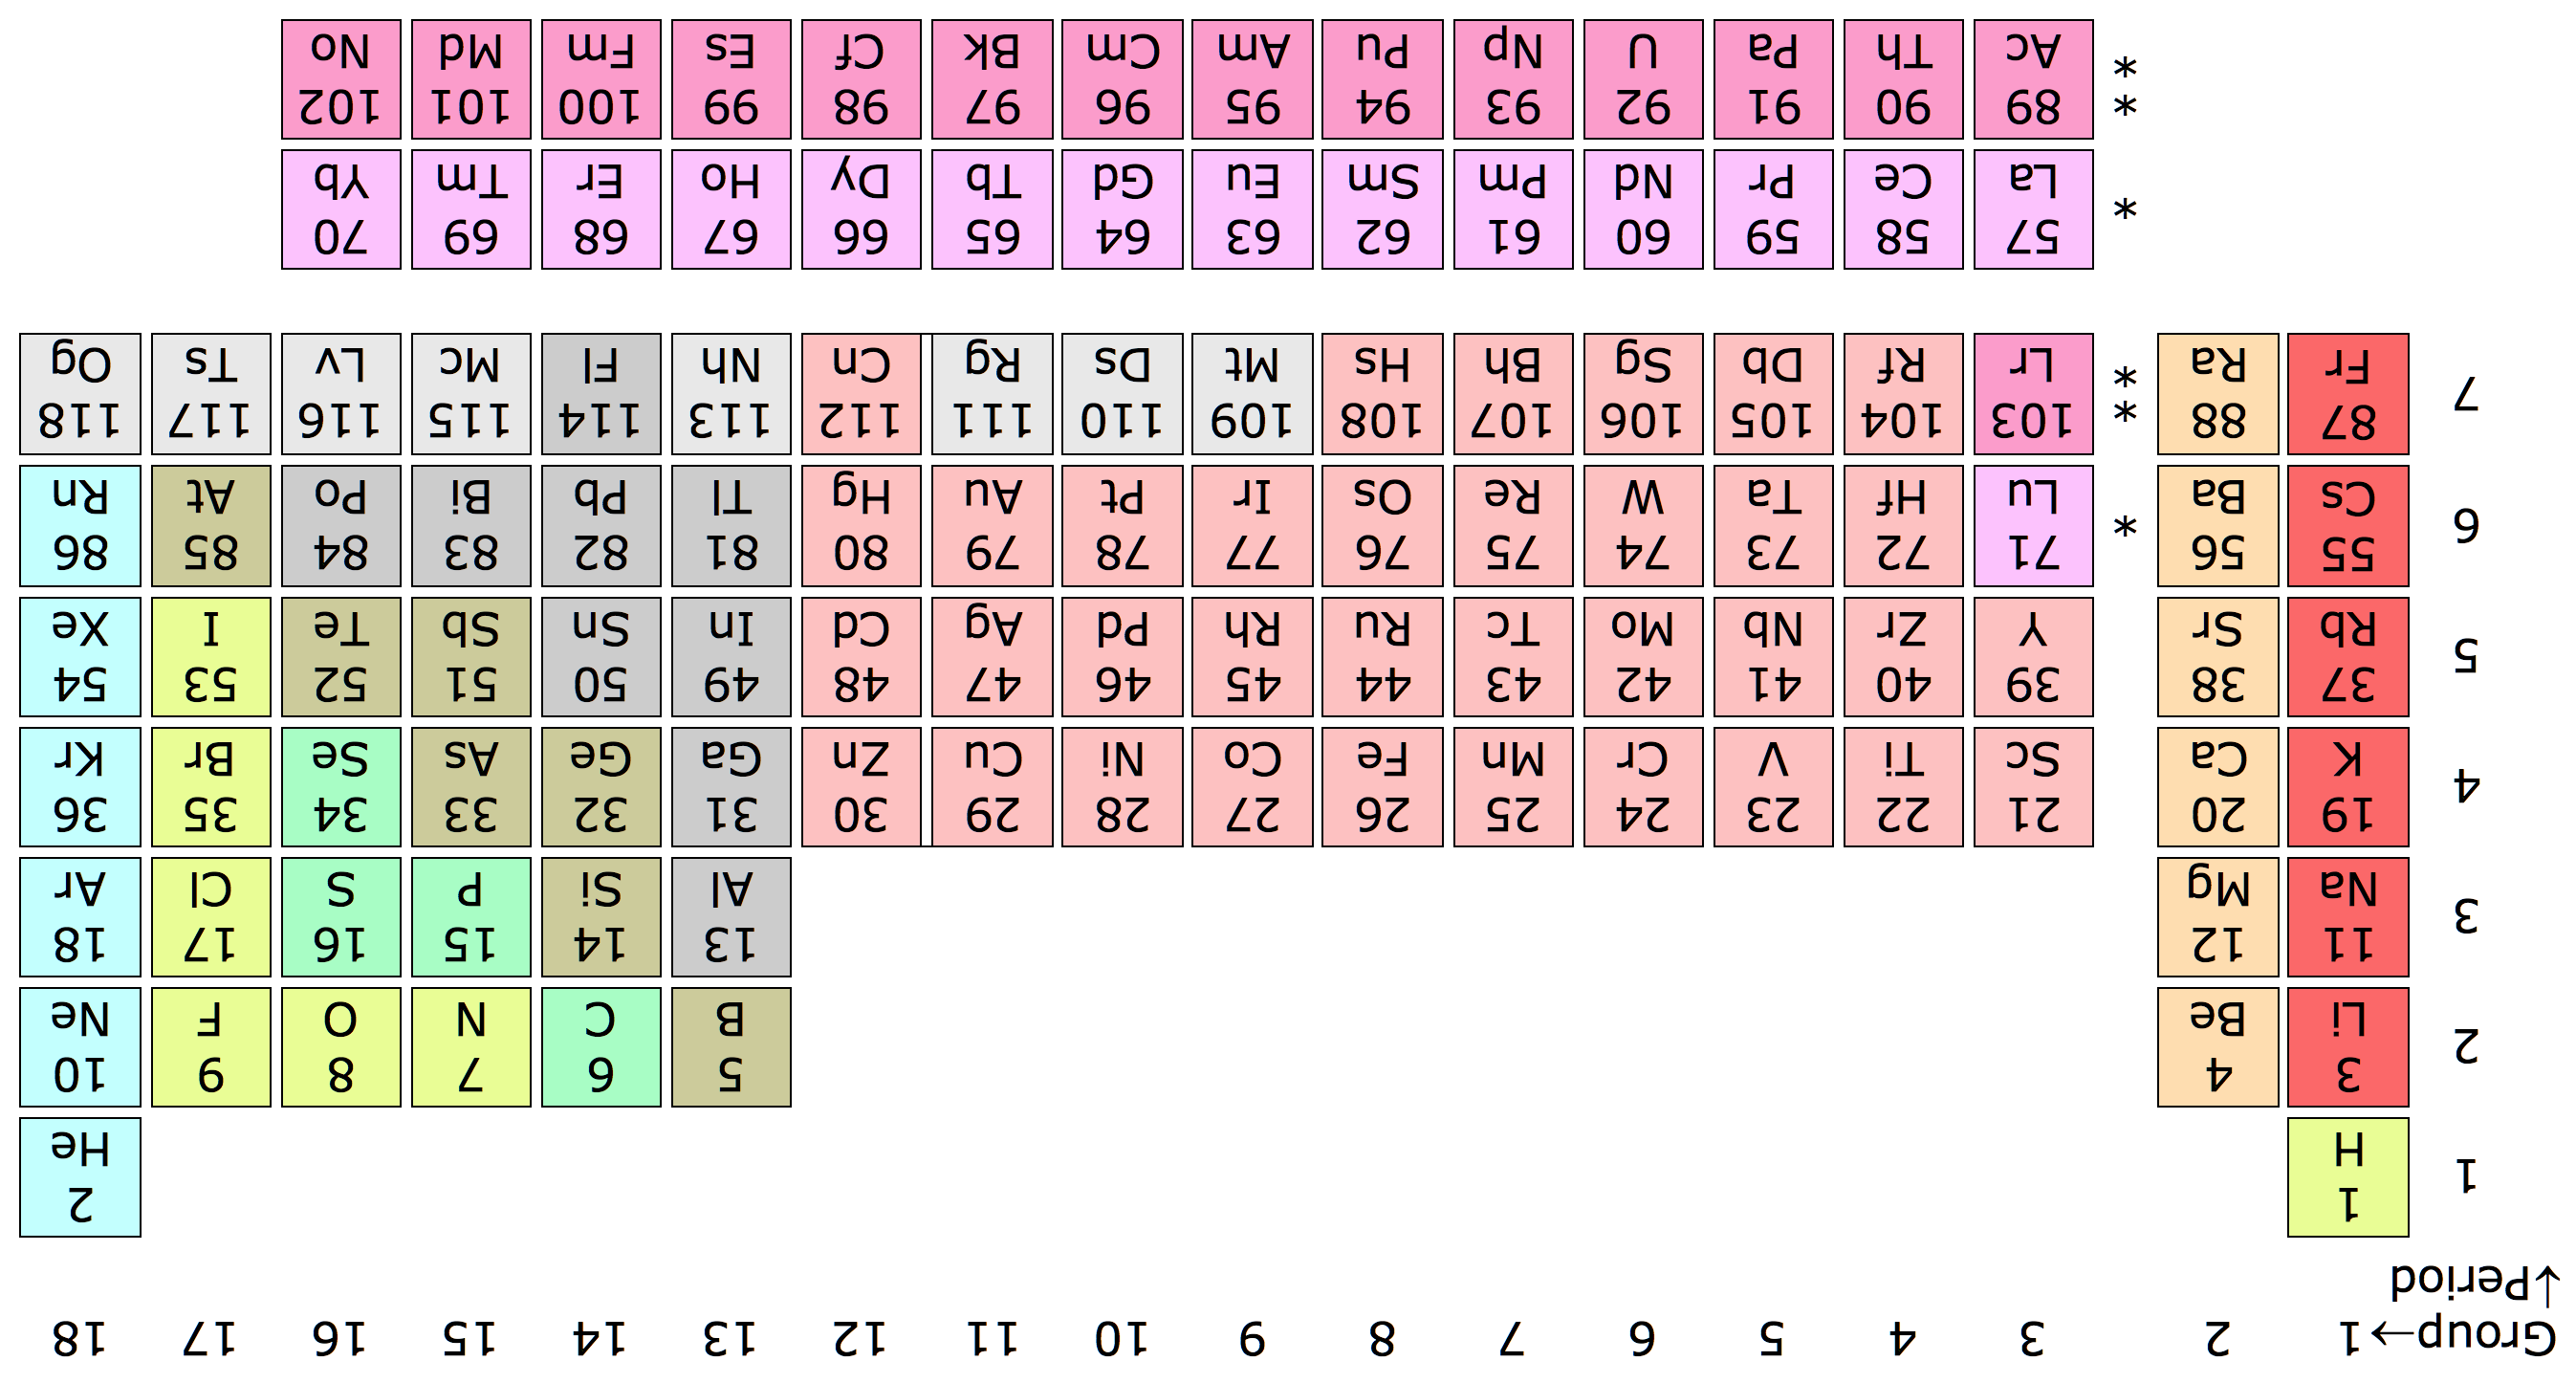 Group→ 1 2 3 4 5 6 7 8 9 10 11 12 13 14 15 16 17 18
↓Period
1 1 H 2 He
2 3 Li 4 Be 5 B 6 C 7 N 8 O 9 F 10 Ne
3 11 Na 12 Mg 13 Al 14 Si 15 P 16 S 17 Cl 18 Ar
4 19 K 20 Ca 21 Sc 22 Ti 23 V 24 Cr 25 Mn 26 Fe 27 Co 28 Ni 29 Cu 30 Zn 31 Ga 32 Ge 33 As 34 Se 35 Br 36 Kr
5 37 Rb 38 Sr 39 Y 40 Zr 41 Nb 42 Mo 43 Tc 44 Ru 45 Rh 46 Pd 47 Ag 48 Cd 49 In 50 Sn 51 Sb 52 Te 53 I 54 Xe
6 55 Cs 56 Ba * 71 Lu 72 Hf 73 Ta 74 W 75 Re 76 Os 77 Ir 78 Pt 79 Au 80 Hg 81 Tl 82 Pb 83 Bi 84 Po 85 At 86 Rn
7 87 Fr 88 Ra ** 103 Lr 104 Rf 105 Db 106 Sg 107 Bh 108 Hs 109 Mt 110 Ds 111 Rg 112 Cn 113 Nh 114 Fl 115 Mc 116 Lv 117 Ts 118 Og
* 57 La 58 Ce 59 Pr 60 Nd 61 Pm 62 Sm 63 Eu 64 Gd 65 Tb 66 Dy 67 Ho 68 Er 69 Tm 70 Yb
** 89 Ac 90 Th 91 Pa 92 U 93 Np 94 Pu 95 Am 96 Cm 97 Bk 98 Cf 99 Es 100 Fm 101 Md 102 No